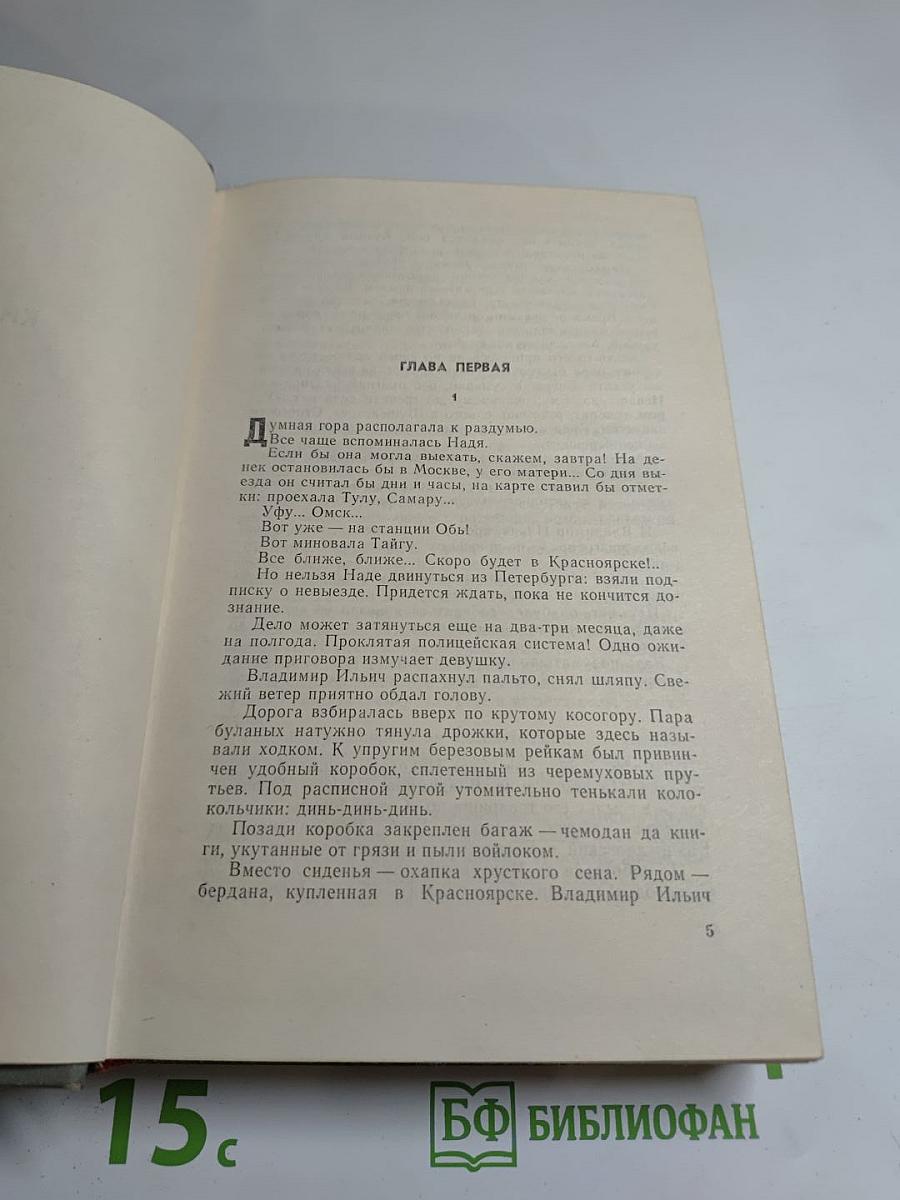 ГЛАВА ПЕРВАЯ
1
Думная гора располагала к раздумью.
Все чаще вспоминалась Надя.
Если бы она могла выехать, скажем, завтра! На де-
нек остановилась бы в Москве, у его матери... Со дня вы-
езда он считал бы дни и часы, на карте ставил бы отмет-
ки: проехала Тулу, Самару...
Уфу... Омск...
Вот уже — на станции Обь!
Вот миновала Тайгу.
Все ближе, ближе... Скоро будет в Красноярске!..
Но нельзя Наде двинуться из Петербурга: взяли под-
писку о невыезде. Придется ждать, пока не кончится до-
знание.
Дело может затянуться еще на два-три месяца, даже
на полгода. Проклятая полицейская система! Одно ожи-
дание приговора измучает девушку.
Владимир Ильич распахнул пальто, снял шляпу. Све-
жий ветер приятно обдал голову.
Дорога взбиралась вверх по крутому косогору. Пара
буланых натужно тянула дрожки, которые здесь назы-
вали ходком. К упругим березовым рейкам был привин-
чен удобный коробок, сплетенный из черемуховых пру-
тьев. Под расписной дугой утомительно тенькали коло-
кольчики: динь-динь-динь.
Позади коробка закреплен багаж — чемодан да кни-
ги, укутанные от грязи и пыли войлоком.
Вместо сиденья — охапка хрусткого сена. Рядом —
бердана, купленная в Красноярске. Владимир Ильич
5
15 с
БФ БИБЛИОФАН